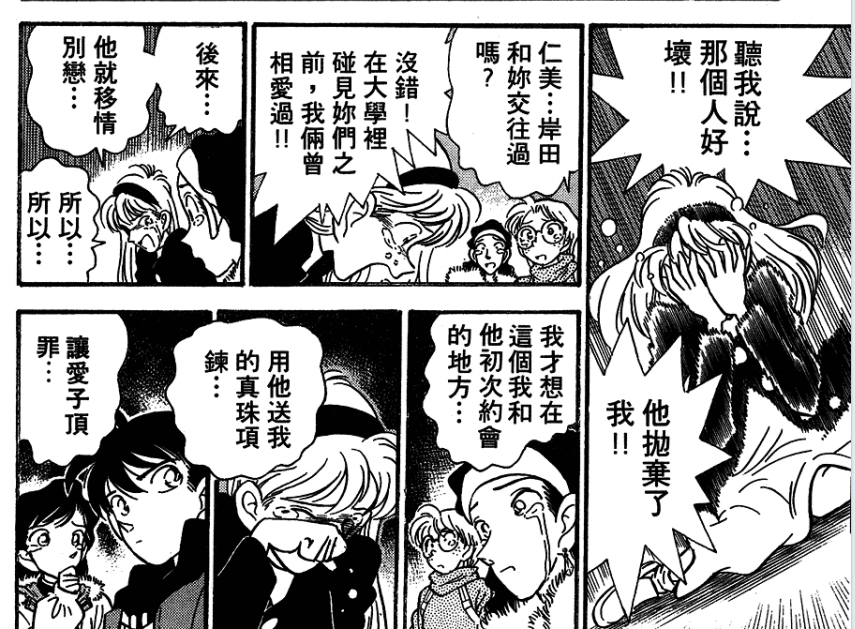 聽我說…
那個人好
壞!!
他拋棄了
我!!
仁美…岸田
和妳交往過
嗎?
沒錯!
在大學裡
碰見妳們之
前,我倆曾
相愛過!!
後來…
他就移情
別戀…
所以…
所以…
我才想在
這個我和
他初次約會
的地方…
用他送我
的真珠項
鍊…
讓愛子頂
罪…